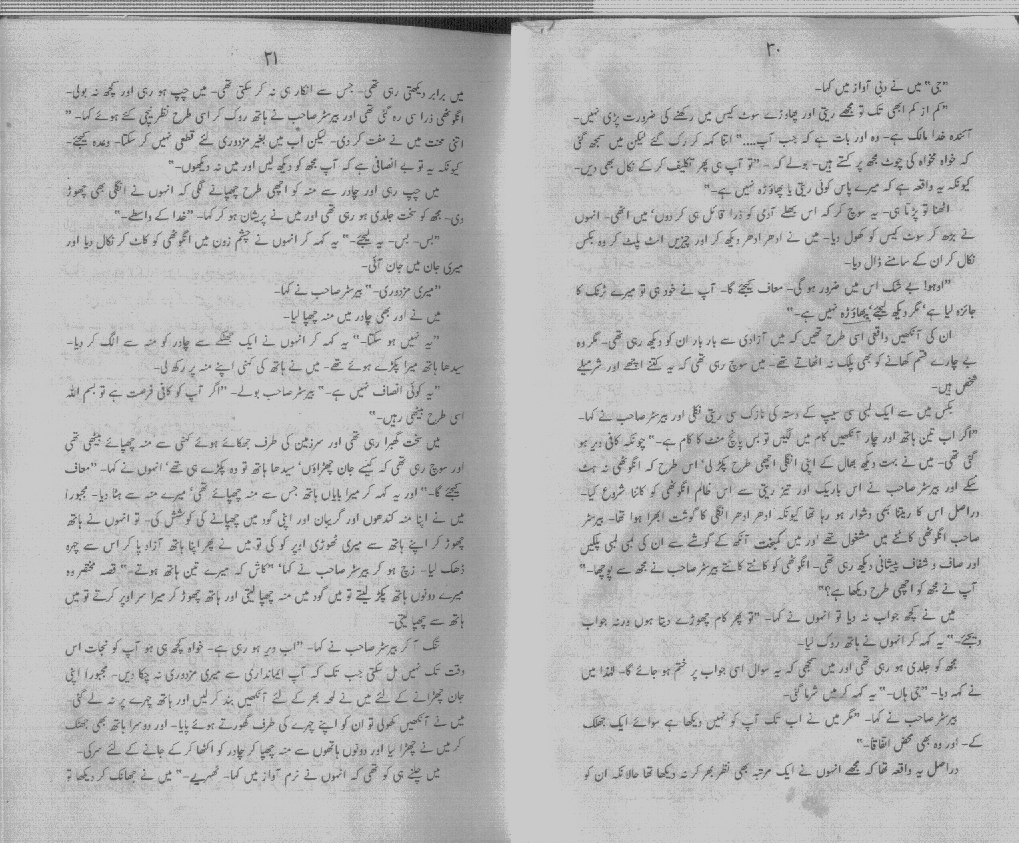 ۳۰
"جی" میں نے دبی آواز میں کہا۔
"کم از کم ابھی تک تو مجھے ریتی اور پھاوڑے سوٹ کیس میں رکھنے کی ضرورت پڑی نہیں۔
آئندہ خدا مالک ہے۔ وہ اور بات ہے کہ جب آپ...." اتنا کہہ کر رک گئے لیکن میں سمجھ گئی
کہ خواہ مخواہ کی چوٹ مجھ پر کستے ہیں۔ بولے کہ۔ "تو آپ ہی پھر تکلیف کر کے نکال بھی دیں۔
کیونکہ یہ واقعہ ہے کہ میرے پاس کوئی ریتی یا پھاوڑہ نہیں ہے۔"
اٹھنا تو پڑتا ہی۔ یہ سوچ کر کہ اس بھلے آدمی کو ذرا قائل ہی کر دوں' میں اٹھی۔ انہوں
نے بڑھ کر سوٹ کیس کو کھول دیا۔ میں نے ادھر ادھر دیکھ کر اور چیزیں الٹ پلٹ کر وہ بکس
نکال کر ان کے سامنے ڈال دیا۔
"اوہو! بے شک اس میں ضرور ہو گی۔ معاف کیجئے گا۔ آپ نے خود ہی تو میرے ٹرنک کا
جائزہ لیا ہے' مگر دیکھ لیجئے' پھاوڑہ نہیں ہے۔"
ان کی آنکھیں واقعی اسی طرح تھیں کہ میں آزادی سے بار بار ان کو دیکھ رہی تھی۔ مگر وہ
بے چارے قسم کھانے کو بھی پلک نہ اٹھاتے تھے۔ میں سوچ رہی تھی کہ یہ کتنے اچھے اور شرمیلے
شخص ہیں۔
بکس میں سے ایک لمبی سی سیپ کے دستہ کی نازک سی ریتی نکلی اور بیرسٹر صاحب نے کہا۔
"اگر اب تین ہاتھ اور چار آنکھیں کام میں لگیں تو بس پانچ منٹ کا کام ہے۔" چونکہ کافی دیر ہو
گئی تھی۔ میں نے بہت دیکھ بھال کے اپنی انگلی اچھی طرح پکڑ لی' اس طرح کہ انگوٹھی نہ ہٹ
سکے اور بیرسٹر صاحب نے اس باریک اور تیز ریتی سے اس ظالم انگوٹھی کو کاٹنا شروع کیا۔
دراصل اس کا ریتنا بھی دشوار ہو رہا تھا کیونکہ ادھر ادھر انگلی کا گوشت ابھرا ہوا تھا۔ بیرسٹر
صاحب انگوٹھی کاٹنے میں مشغول تھے اور میں کمبخت آنکھ کے گوشے سے ان کی لمبی لمبی پلکیں
اور صاف و شفاف پیشانی دیکھ رہی تھی۔ انگوٹھی کو کاٹتے کاٹتے بیرسٹر صاحب نے مجھ سے پوچھا۔"
آپ نے مجھ کو اچھی طرح دیکھا ہے؟"
میں نے کچھ جواب نہ دیا تو انہوں نے کہا۔ "تو پھر کام چھوڑے دیتا ہوں ورنہ جواب
دیجئے۔" یہ کہہ کر انہوں نے ہاتھ روک لیا۔
مجھ کو جلدی ہو رہی تھی اور میں سمجھی کہ یہ سوال اسی جواب پر ختم ہو جائے گا۔ لہٰذا میں
نے کہہ دیا۔ "جی ہاں۔" یہ کہہ کر میں شرما گئی۔
بیرسٹر صاحب نے کہا۔ "مگر میں نے اب تک آپ کو نہیں دیکھا ہے سوائے ایک جھلک
کے۔ اور وہ بھی محض اتفاقاً۔"
دراصل یہ واقعہ تھا کہ مجھے انہوں نے ایک مرتبہ بھی نظر بھر کر نہ دیکھا تھا حالانکہ ان کو
۳۱
میں برابر دیکھتی رہی تھی۔ جس سے انکار ہی نہ کر سکتی تھی۔ میں چپ ہو رہی اور کچھ نہ بولی۔
انگوٹھی ذرا سی رہ گئی تھی اور بیرسٹر صاحب نے ہاتھ روک کر اسی طرح نظر نیچی کئے ہوئے کہا۔ "
اتنی محنت میں نے مفت کر دی۔ لیکن اب میں بغیر مزدوری لئے قطعی نہیں کر سکتا۔ وعدہ کیجئے۔
کیونکہ یہ تو بے انصافی ہے کہ آپ مجھ کو دیکھ لیں اور میں نہ دیکھوں۔"
میں چپ رہی اور چادر سے منہ کو اچھی طرح چھپانے لگی کہ انہوں نے انگلی بھی چھوڑ
دی۔ مجھ کو سخت جلدی ہو رہی تھی اور میں نے پریشان ہو کر کہا۔ "خدا کے واسطے۔"
"بس۔ بس۔ یہ لیجئے۔" یہ کہہ کر انہوں نے چشم زدن میں انگوٹھی کو کاٹ کر نکال دیا اور
میری جان میں جان آئی۔
"میری مزدوری۔" بیرسٹر صاحب نے کہا۔
میں نے اور بھی چادر میں منہ چھپا لیا۔
"یہ نہیں ہو سکتا۔" یہ کہہ کر انہوں نے ایک جھٹکے سے چادر کو منہ سے الگ کر دیا۔
سیدھا ہاتھ میرا پکڑے ہوئے تھے۔ میں نے ہاتھ کی کہنی اپنے منہ پر رکھ لی۔
"یہ کوئی انصاف نہیں ہے۔" بیرسٹر صاحب بولے۔ "اگر آپ کو کافی فرصت ہے تو بسم اللہ
اسی طرح بیٹھی رہیں۔"
میں سخت گھبرا رہی تھی اور سر زمین کی طرف جھکائے ہوئے کہنی سے منہ چھپائے بیٹھی تھی
اور سوچ رہی تھی کہ کیسے جان چھڑاؤں' سیدھا ہاتھ تو وہ پکڑے ہی تھے' انہوں نے کہا۔ "معاف
کیجئے گا۔" اور یہ کہہ کر میرا بایاں ہاتھ جس سے منہ چھپائے تھی' میرے منہ سے ہٹا دیا۔ مجبوراً
میں نے اپنا منہ کندھوں اور گریبان اور اپنی گود میں چھپانے کی کوشش کی۔ تو انہوں نے ہاتھ
چھوڑ کر اپنے ہاتھ سے میری ٹھوڑی اوپر کو کی تو میں نے پھر اپنا ہاتھ آزاد پا کر اس سے چہرہ
ڈھک لیا۔ زچ ہو کر بیرسٹر صاحب نے کہا' "کاش کہ میرے تین ہاتھ ہوتے۔" قصہ مختصر وہ
میرے دونوں ہاتھ پکڑ لیتے تو میں گود میں منہ چھپا لیتی اور ہاتھ چھوڑ کر میرا سر اوپر کرتے تو میں
ہاتھ سے چھپا لیتی۔
تنگ آ کر بیرسٹر صاحب نے کہا۔ "اب دیر ہو رہی ہے۔ خواہ کچھ ہی ہو آپ کو نجات اس
وقت تک نہیں مل سکتی جب تک کہ آپ ایمانداری سے میری مزدوری نہ چکا دیں۔ مجبوراً اپنی
جان چھڑانے کے لئے میں نے لمحہ بھر کے لئے آنکھیں بند کر لیں اور ہاتھ چہرے پر نہ لے گئی۔
میں نے آنکھیں کھولی تو ان کو اپنے چہرے کی طرف گھورتے ہوئے پایا۔ اور دوسرا ہاتھ بھی جھٹک
کر میں نے چھڑا لیا اور دونوں ہاتھوں سے منہ چھپا کر چادر کو اکٹھا کر کے جانے کے لئے سرکی۔
میں چلنے ہی کو تھی کہ انہوں نے نرم آواز میں کہا۔ ٹھہریے۔" میں نے جھانک کر دیکھا تو